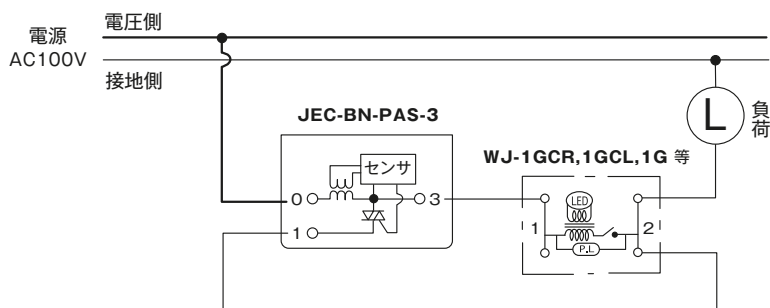 電圧側
電源
AC100V
接地側
JEC-BN-PAS-3
センサ
0
3
1
WJ-1GCR,1GCL,1G 等
LED
1
2
P.L
L
負荷